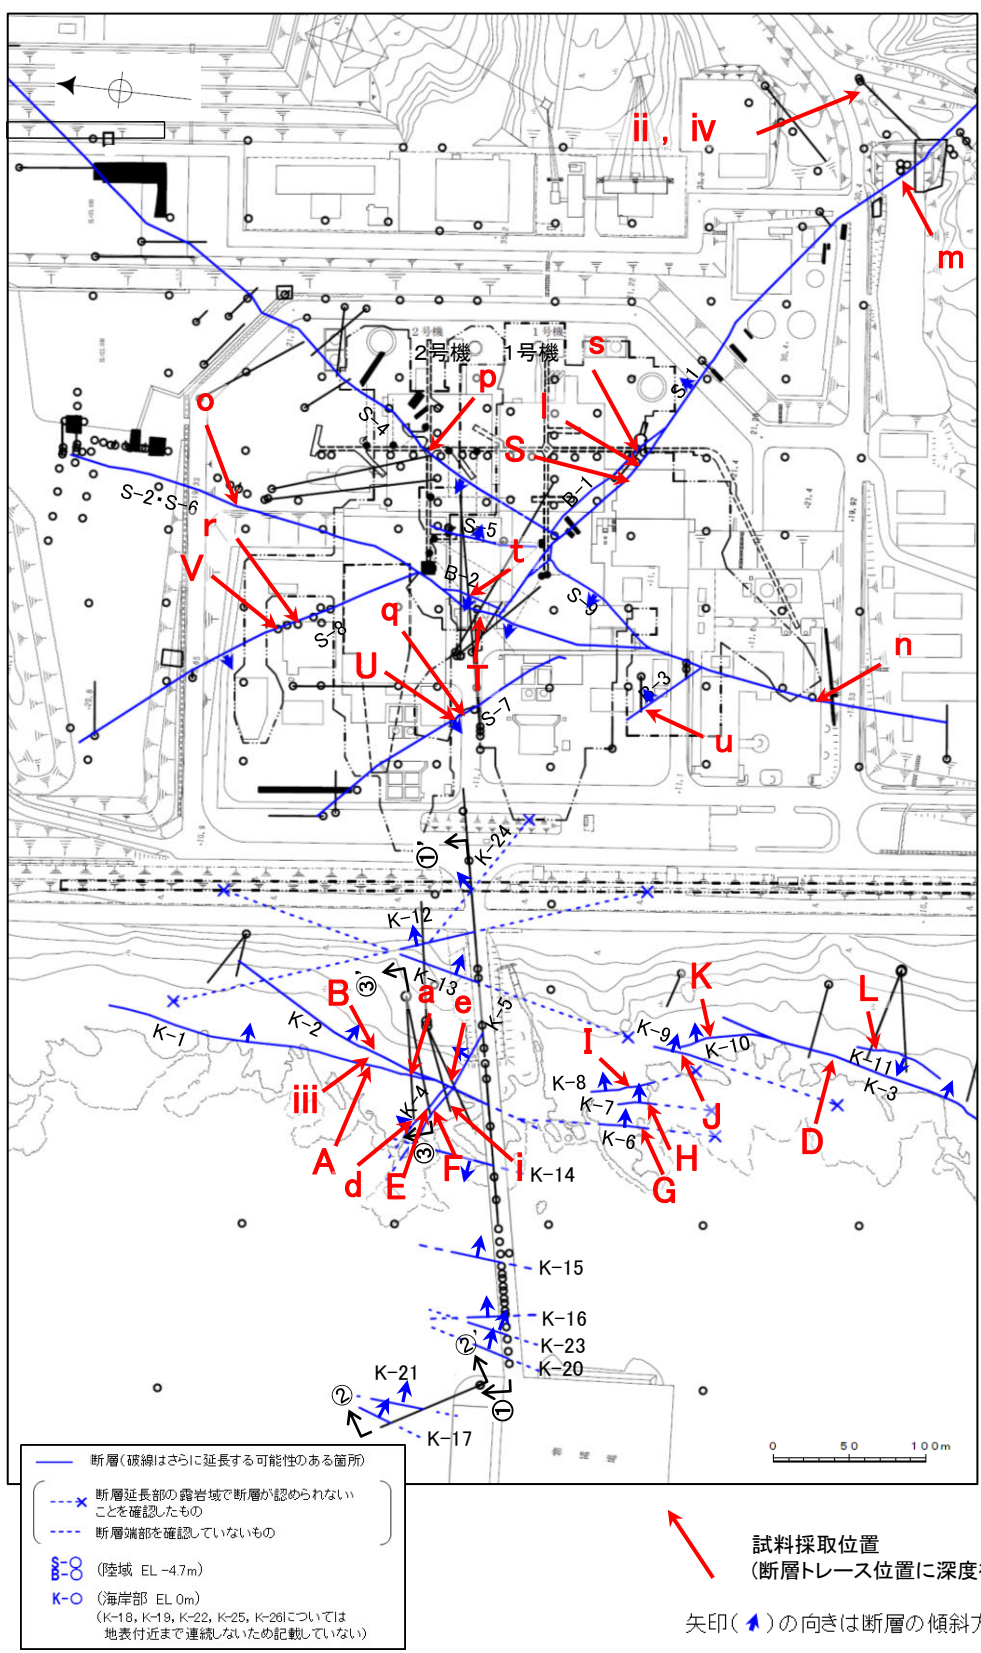 ii , iv
m
2号機
1号機
2号機
1号機
s
p
l
S
o
S-1
S-4
S-2・S-6
B-1
r
V
S-5
t
B-2
S-9
q
S-8
U
T
n
B-3
S-7
u
①'
K-24
K-12
K-13
③'
B
a
e
K
L
K-5
K-1
K-2
I
K-9
K-10
K-11
K-3
iii
K-4
K-8
K-7
K-6
J
D
A
d
③
E
F
i
H
G
K-14
K-15
K-16
K-23
②'
K-20
K-21
②
①
K-17
0 50 100m
断層(破線はさらに延長する可能性のある箇所)
断層延長部の露岩域で断層が認められない
ことを確認したもの
断層端部を確認していないもの
S-○
B-○
(陸域 EL -4.7m)
K-○ (海岸部 EL 0m)
(K-18, K-19, K-22, K-25, K-26については
地表付近まで連続しないため記載していない)
試料採取位置
(断層トレース位置に深度
矢印( )の向きは断層の傾斜